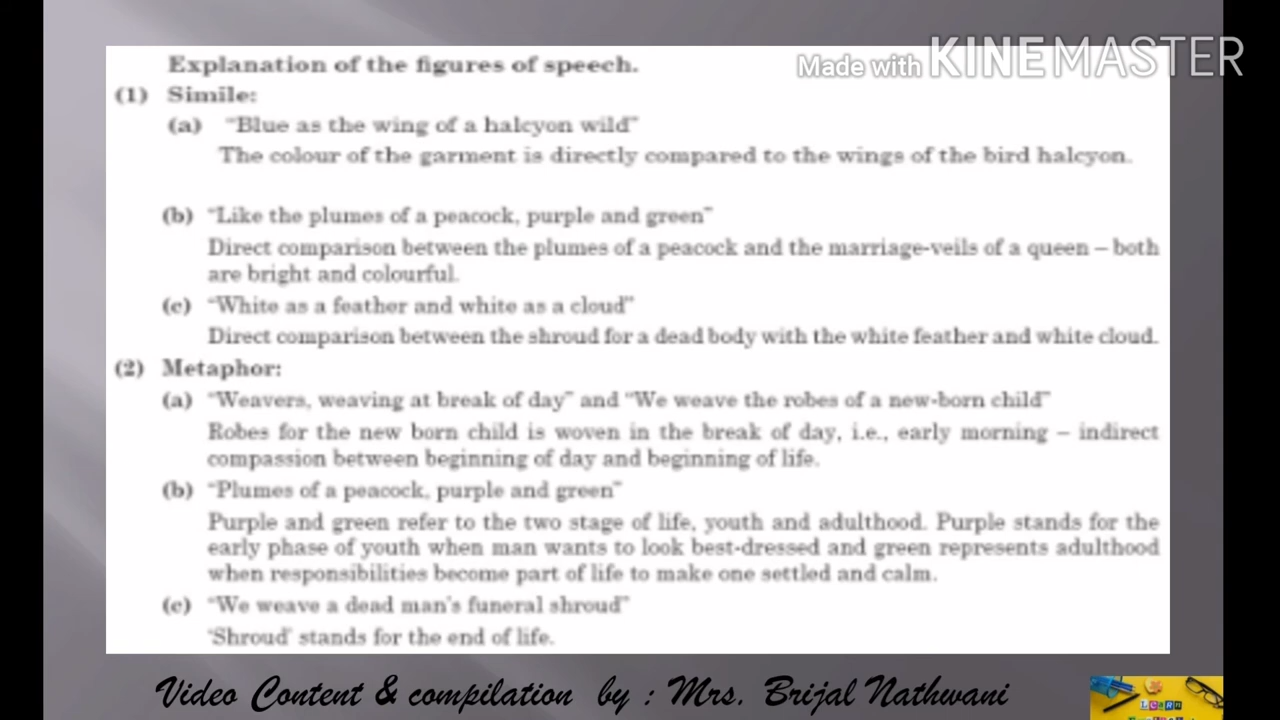 Made with KINEMASTER
Explanation of the figures of speech.
(1) Simile:
(a) "Blue as the wing of a halcyon wild"
The colour of the garment is directly compared to the wings of the bird halcyon.
(b) "Like the plumes of a peacock, purple and green"
Direct comparison between the plumes of a peacock and the marriage-veils of a queen – both
are bright and colourful.
(c) "White as a feather and white as a cloud"
Direct comparison between the shroud for a dead body with the white feather and white cloud.
(2) Metaphor:
(a) "Weavers, weaving at break of day" and "We weave the robes of a new-born child"
Robes for the new born child is woven in the break of day, i.e., early morning – indirect
compassion between beginning of day and beginning of life.
(b) "Plumes of a peacock, purple and green"
Purple and green refer to the two stage of life, youth and adulthood. Purple stands for the
early phase of youth when man wants to look best-dressed and green represents adulthood
when responsibilities become part of life to make one settled and calm.
(c) "We weave a dead man's funeral shroud"
'Shroud' stands for the end of life.
Video Content & compilation by : Mrs. Brijal Nathwani
LEARN